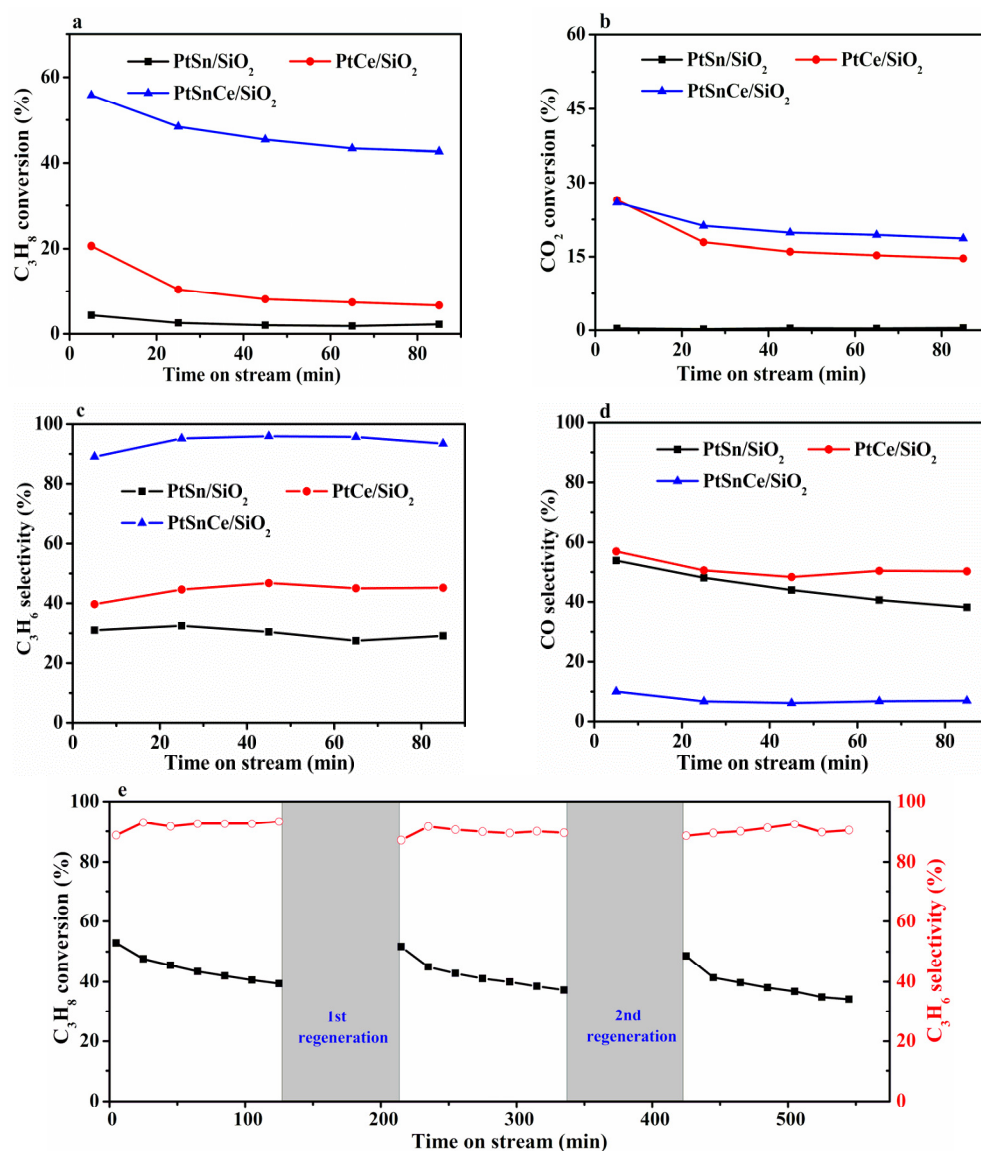 a
PtSn/SiO₂ PtCe/SiO₂
PtSnCe/SiO₂
C₃H₈ conversion (%)
60
40
20
0
0 20 40 60 80
Time on stream (min)
b
PtSn/SiO₂ PtCe/SiO₂
PtSnCe/SiO₂
CO₂ conversion (%)
60
45
30
15
0
0 20 40 60 80
Time on stream (min)
c
PtSn/SiO₂ PtCe/SiO₂
PtSnCe/SiO₂
C₃H₆ selectivity (%)
100
80
60
40
20
0
0 20 40 60 80
Time on stream (min)
d
PtSn/SiO₂ PtCe/SiO₂
PtSnCe/SiO₂
CO selectivity (%)
100
80
60
40
20
0
0 20 40 60 80
Time on stream (min)
e
C₃H₈ conversion (%)
100
80
60
40
20
0
1st
regeneration
2nd
regeneration
100
80
60
40
20
0
C₃H₆ selectivity (%)
0 100 200 300 400 500
Time on stream (min)